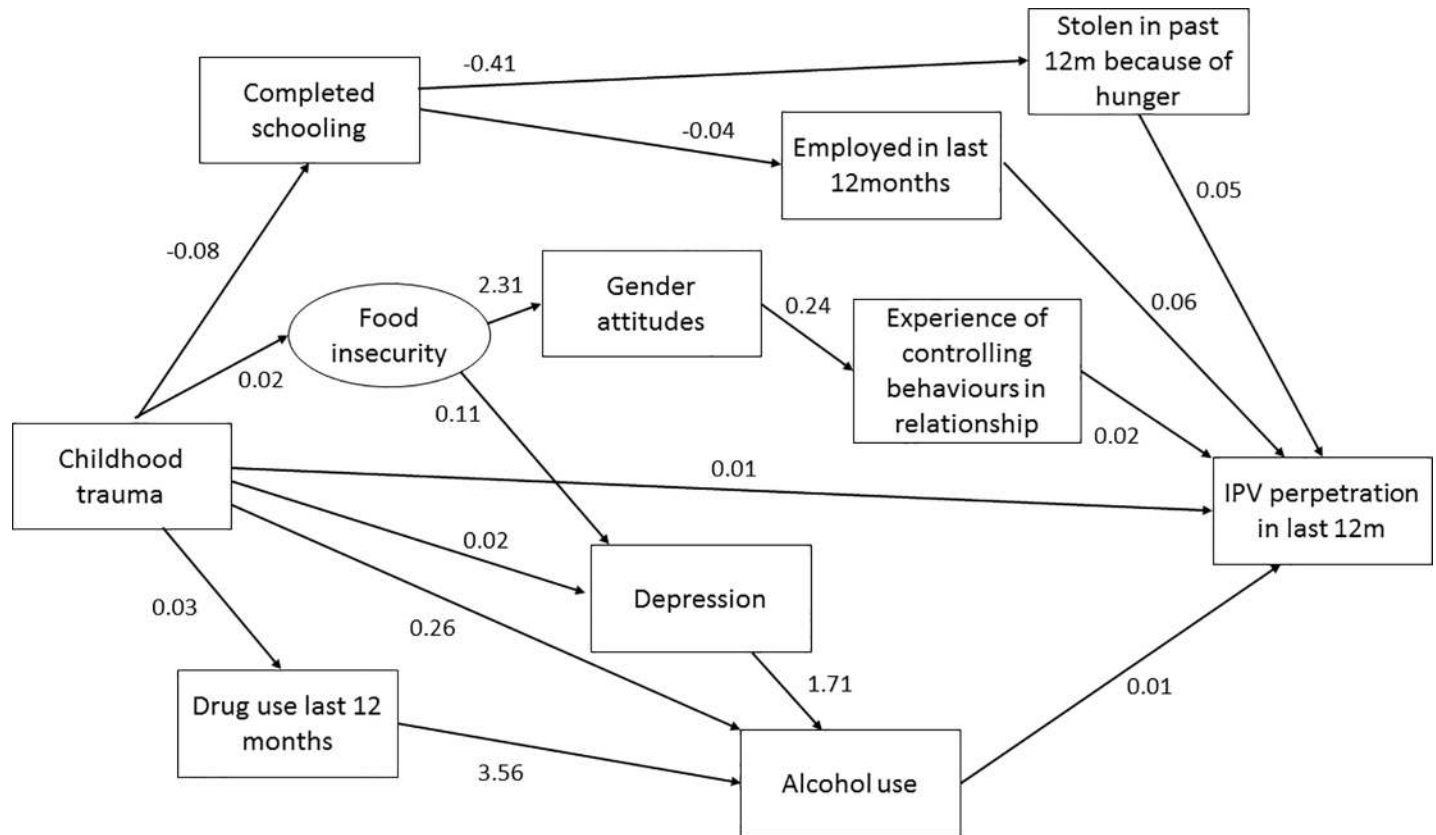 Stolen in past
12m because of
hunger
-0.41
Completed
schooling
-0.04
Employed in last
12months
0.05
-0.08
2.31
Gender
attitudes
0.24
0.06
Food
insecurity
Experience of
controlling
behaviours in
relationship
0.02
0.11
0.02
Childhood
trauma
0.01
IPV perpetration
in last 12m
0.02
Depression
0.03
0.26
1.71
0.01
Drug use last 12
months
3.56
Alcohol use